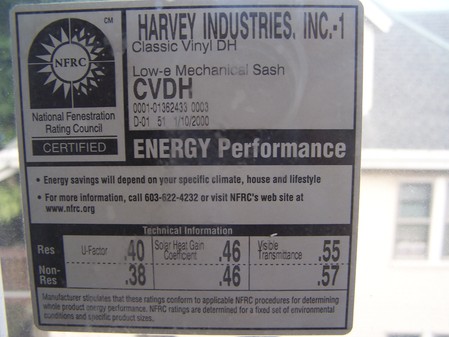 HARVEY INDUSTRIES, INC.-1
Classic Vinyl DH
Low-e Mechanical Sash
CVDH
0001-01362433 0003
D-01 51 1/10/2000
CM
NFRC
National Fenestration
Rating Council
CERTIFIED
ENERGY Performance
• Energy savings will depend on your specific climate, house and lifestyle
• For more information, call 603-622-4232 or visit NFRC's web site at
www.nfrc.org
Technical Information
Res U-Factor .40 Solar Heat Gain Coefficient .46 Visible Transmittance .55
Non-Res .38 .46 .57
Manufacturer stipulates that these ratings conform to applicable NFRC procedures for determining
whole product energy performance. NFRC ratings are determined for a fixed set of environmental
conditions and specific product sizes.